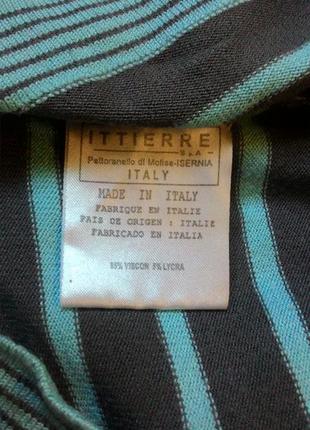 ITTIERRE
S.p.A
Pettoranello di Molise-ISERNIA
ITALY
MADE IN ITALY
FABRIQUE EN ITALIE
PAIS DE ORIGEN : ITALIE
FABRICADO EN ITALIA
95% VISCON 5% LYCRA